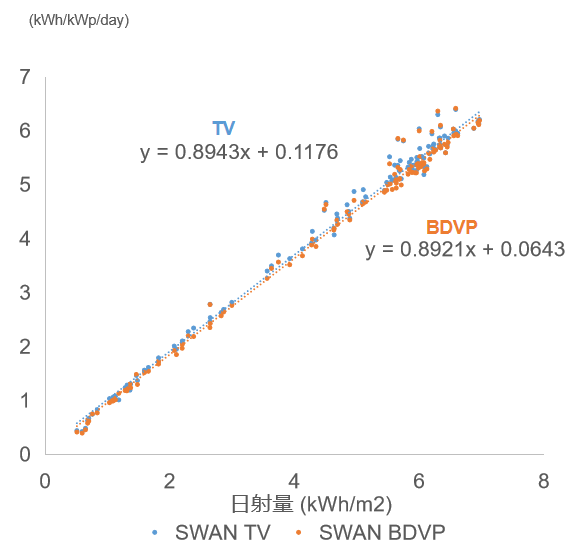 (kWh/kWp/day)
7
6
5
4
3
2
1
0
TV
y = 0.8943x + 0.1176
BDVP
y = 0.8921x + 0.0643
0 2 4 6 8
日射量 (kWh/m2)
SWAN TV SWAN BDVP